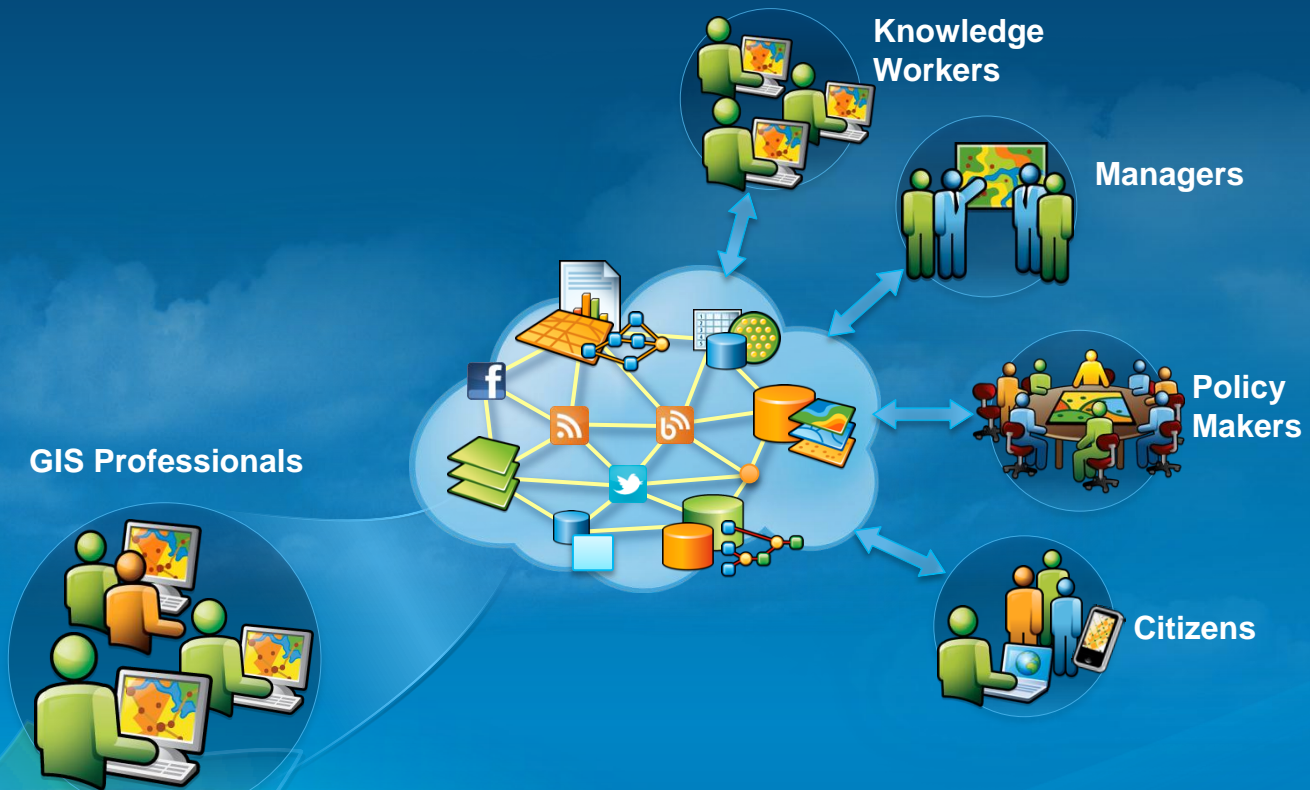 Knowledge
Workers
Managers
Policy
Makers
GIS Professionals
Citizens